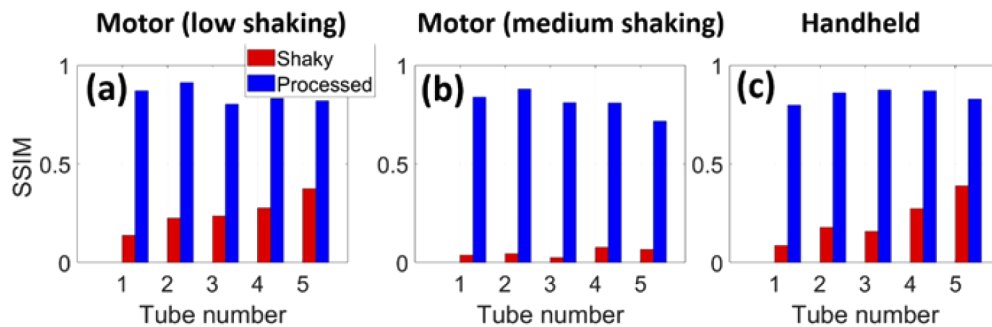 Motor (low shaking) Motor (medium shaking) Handheld
Shaky
Processed
(a) (b) (c)
1 1 1
0.5 0.5 0.5
0 0 0
SSIM
1 2 3 4 5 1 2 3 4 5 1 2 3 4 5
Tube number Tube number Tube number